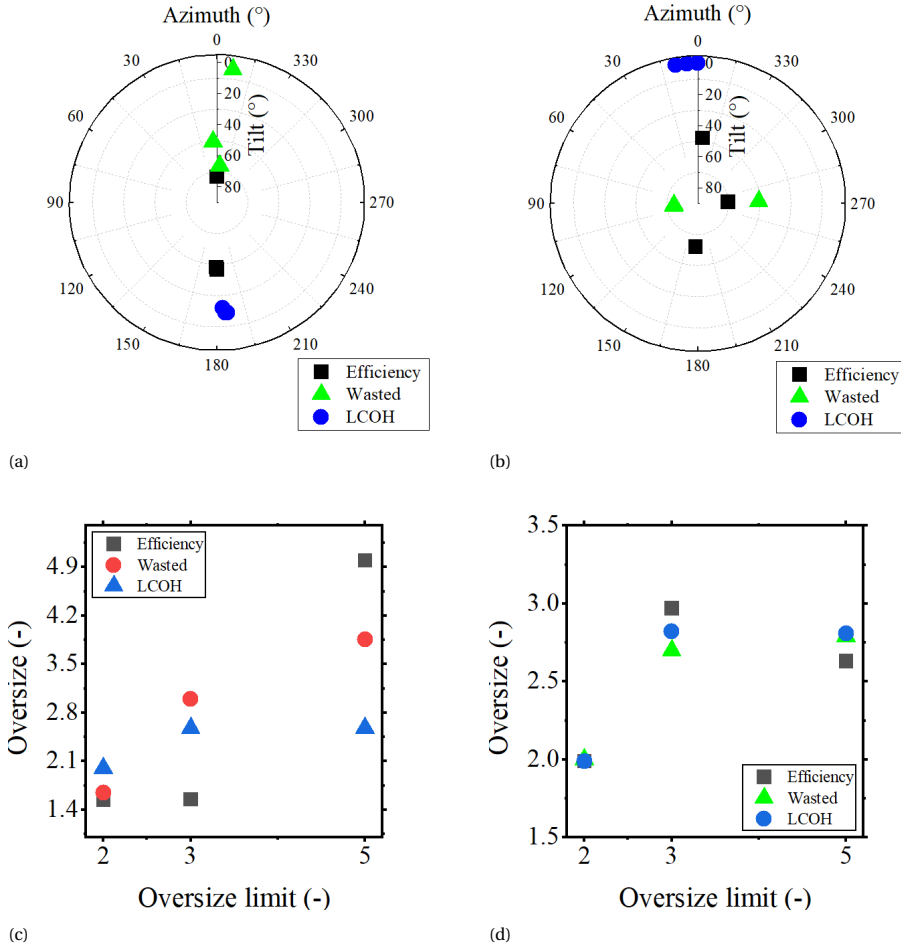 Azimuth (°)
0
30
330
60
300
90
270
120
240
150
210
180
0
20
40
60
80
Tilt (°)
Efficiency
Wasted
LCOH
(a)
Azimuth (°)
0
30
330
60
300
90
270
120
240
150
210
180
0
20
40
60
80
Tilt (°)
Efficiency
Wasted
LCOH
(b)
Efficiency
Wasted
LCOH
4.9
4.2
3.5
2.8
2.1
1.4
Oversize (-)
2 3 5
Oversize limit (-)
(c)
3.5
3.0
2.5
2.0
1.5
Oversize (-)
Efficiency
Wasted
LCOH
2 3 5
Oversize limit (-)
(d)